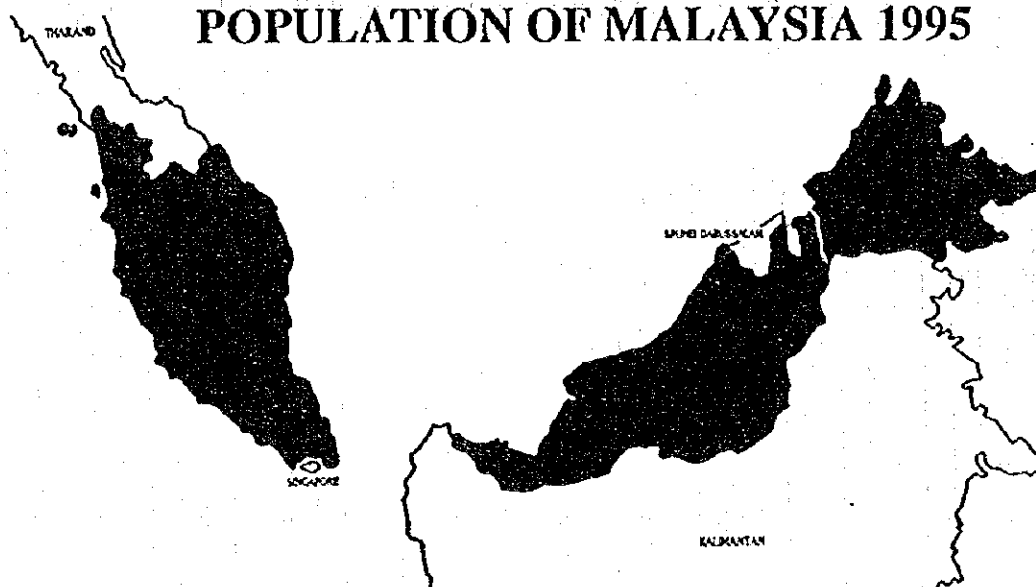 POPULATION OF MALAYSIA 1995
THAILAND
BRUNEI DARUSSALAM
SINGAPORE
KALIMANTAN